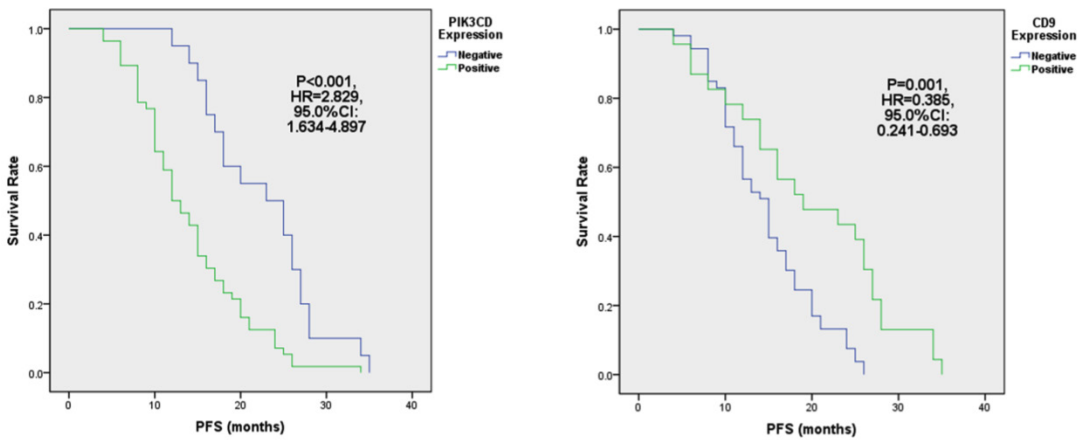 PIK3CD
Expression
Negative
Positive
P<0.001,
HR=2.829,
95.0%CI:
1.634-4.897
1.0
0.8
0.6
0.4
0.2
0.0
Survival Rate
0 10 20 30 40
PFS (months)
CD9
Expression
Negative
Positive
P=0.001,
HR=0.385,
95.0%CI:
0.241-0.693
1.0
0.8
0.6
0.4
0.2
0.0
Survival Rate
0 10 20 30 40
PFS (months)